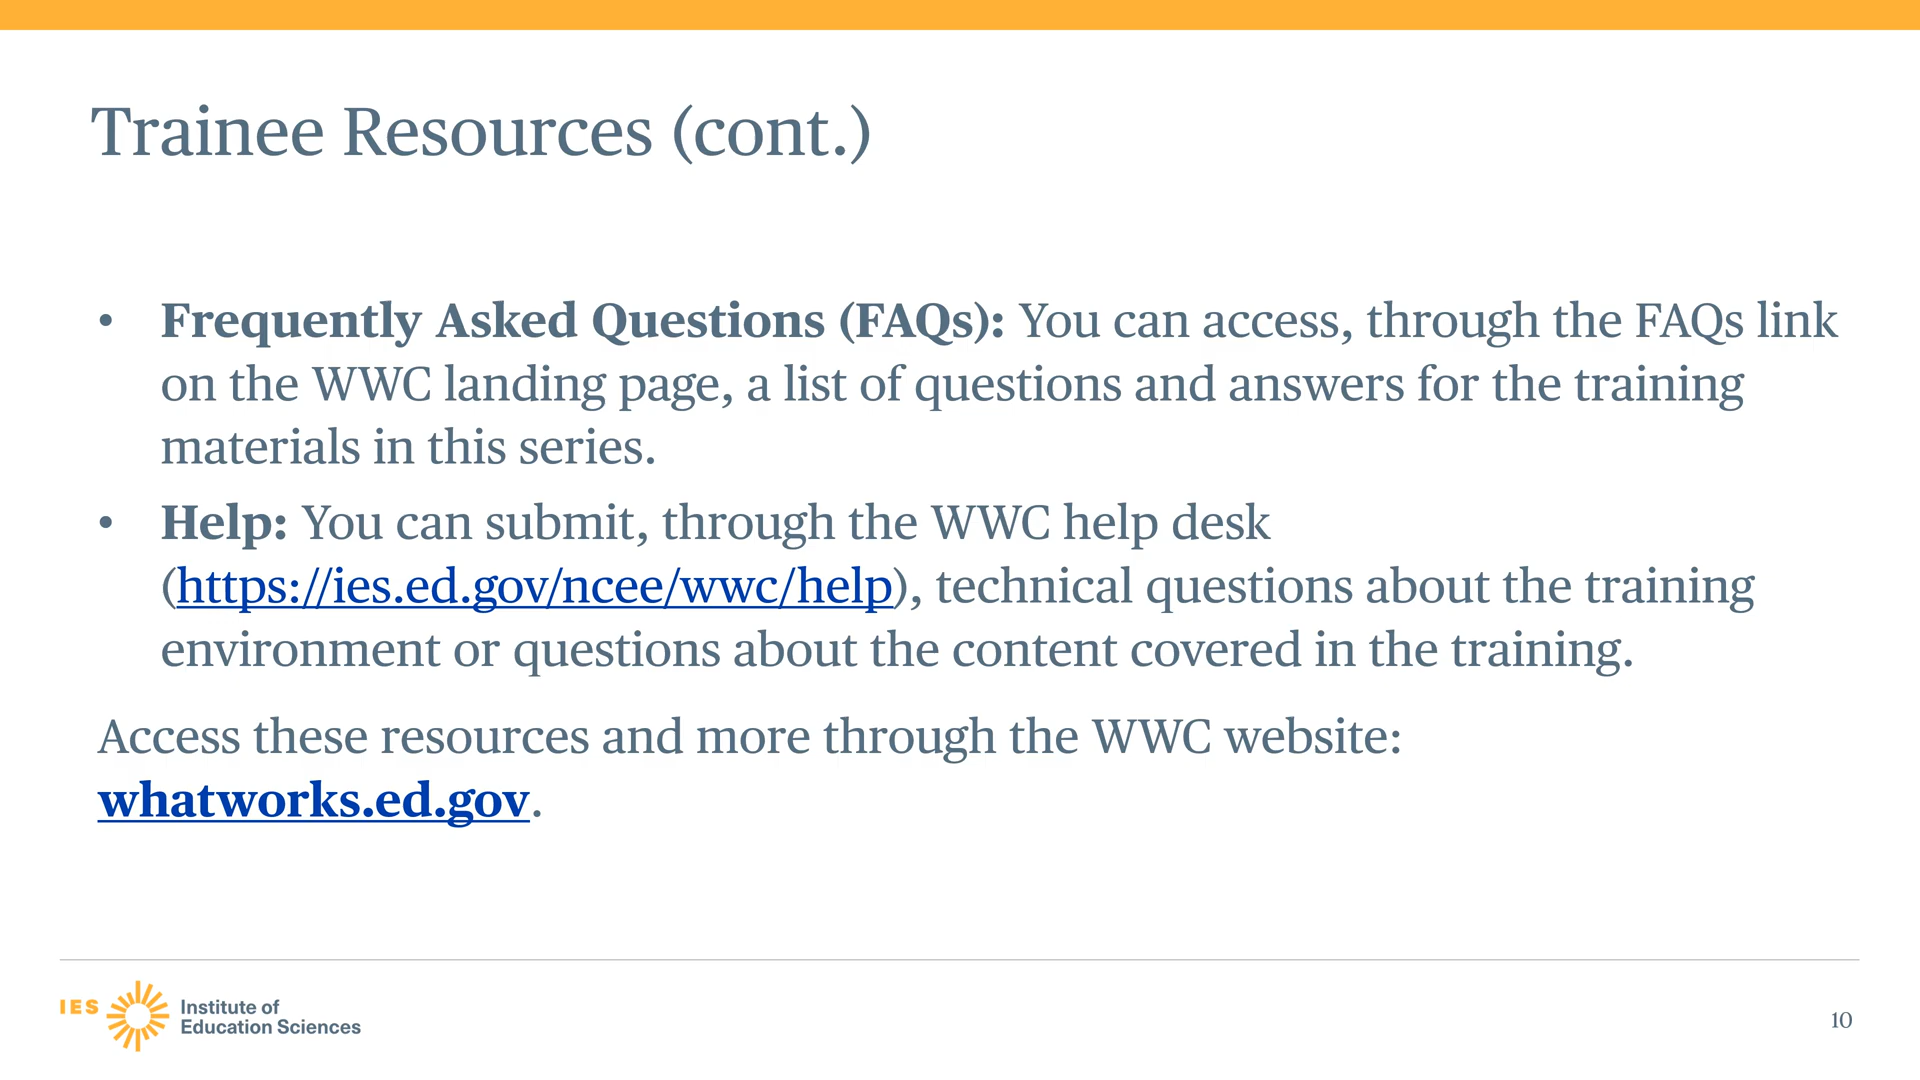 Trainee Resources (cont.)
• Frequently Asked Questions (FAQs): You can access, through the FAQs link
on the WWC landing page, a list of questions and answers for the training
materials in this series.
• Help: You can submit, through the WWC help desk
(https://ies.ed.gov/ncee/wwc/help), technical questions about the training
environment or questions about the content covered in the training.
Access these resources and more through the WWC website:
whatworks.ed.gov.
IES Institute of
Education Sciences
10